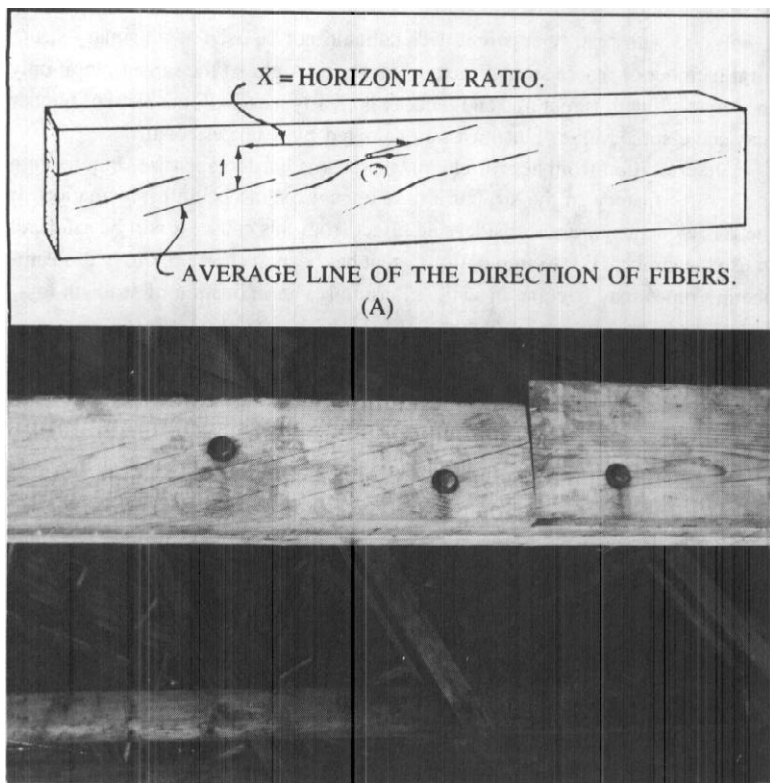 X = HORIZONTAL RATIO.
1
AVERAGE LINE OF THE DIRECTION OF FIBERS.
(A)